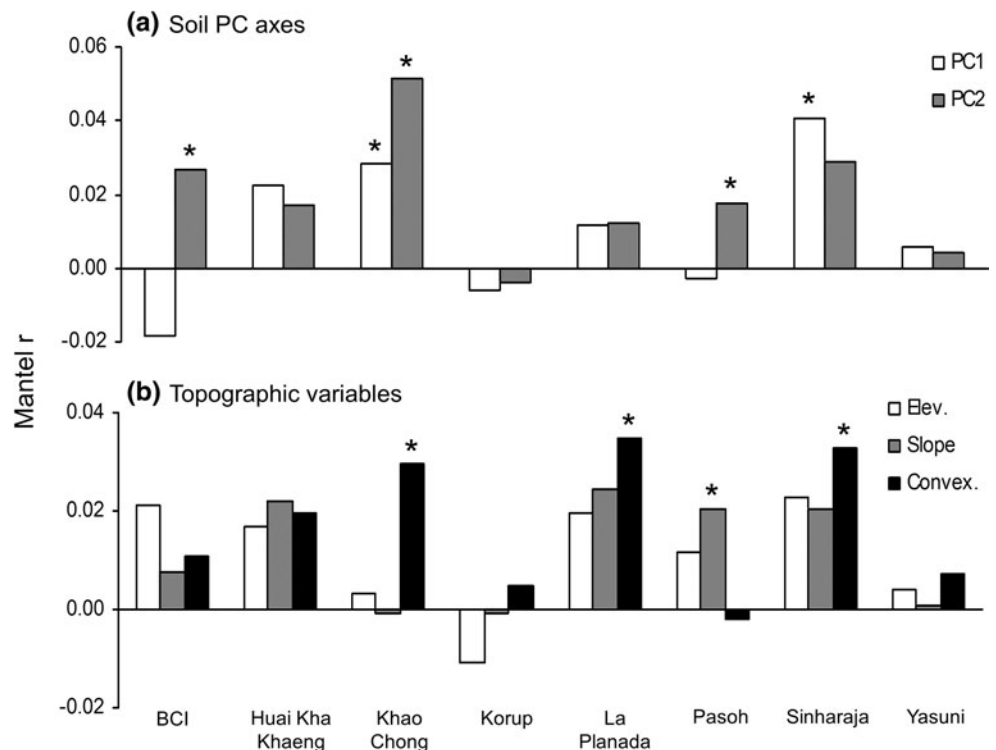 (a) Soil PC axes
0.06
0.04
0.02
0.00
-0.02
* * * * *
PC1
PC2
Mantel r
(b) Topographic variables
0.04
0.02
0.00
-0.02
* * * *
Elev.
Slope
Convex.
BCI
Huai Kha
Khaeng
Khao
Chong
Korup
La
Planada
Pasoh
Sinharaja
Yasuni